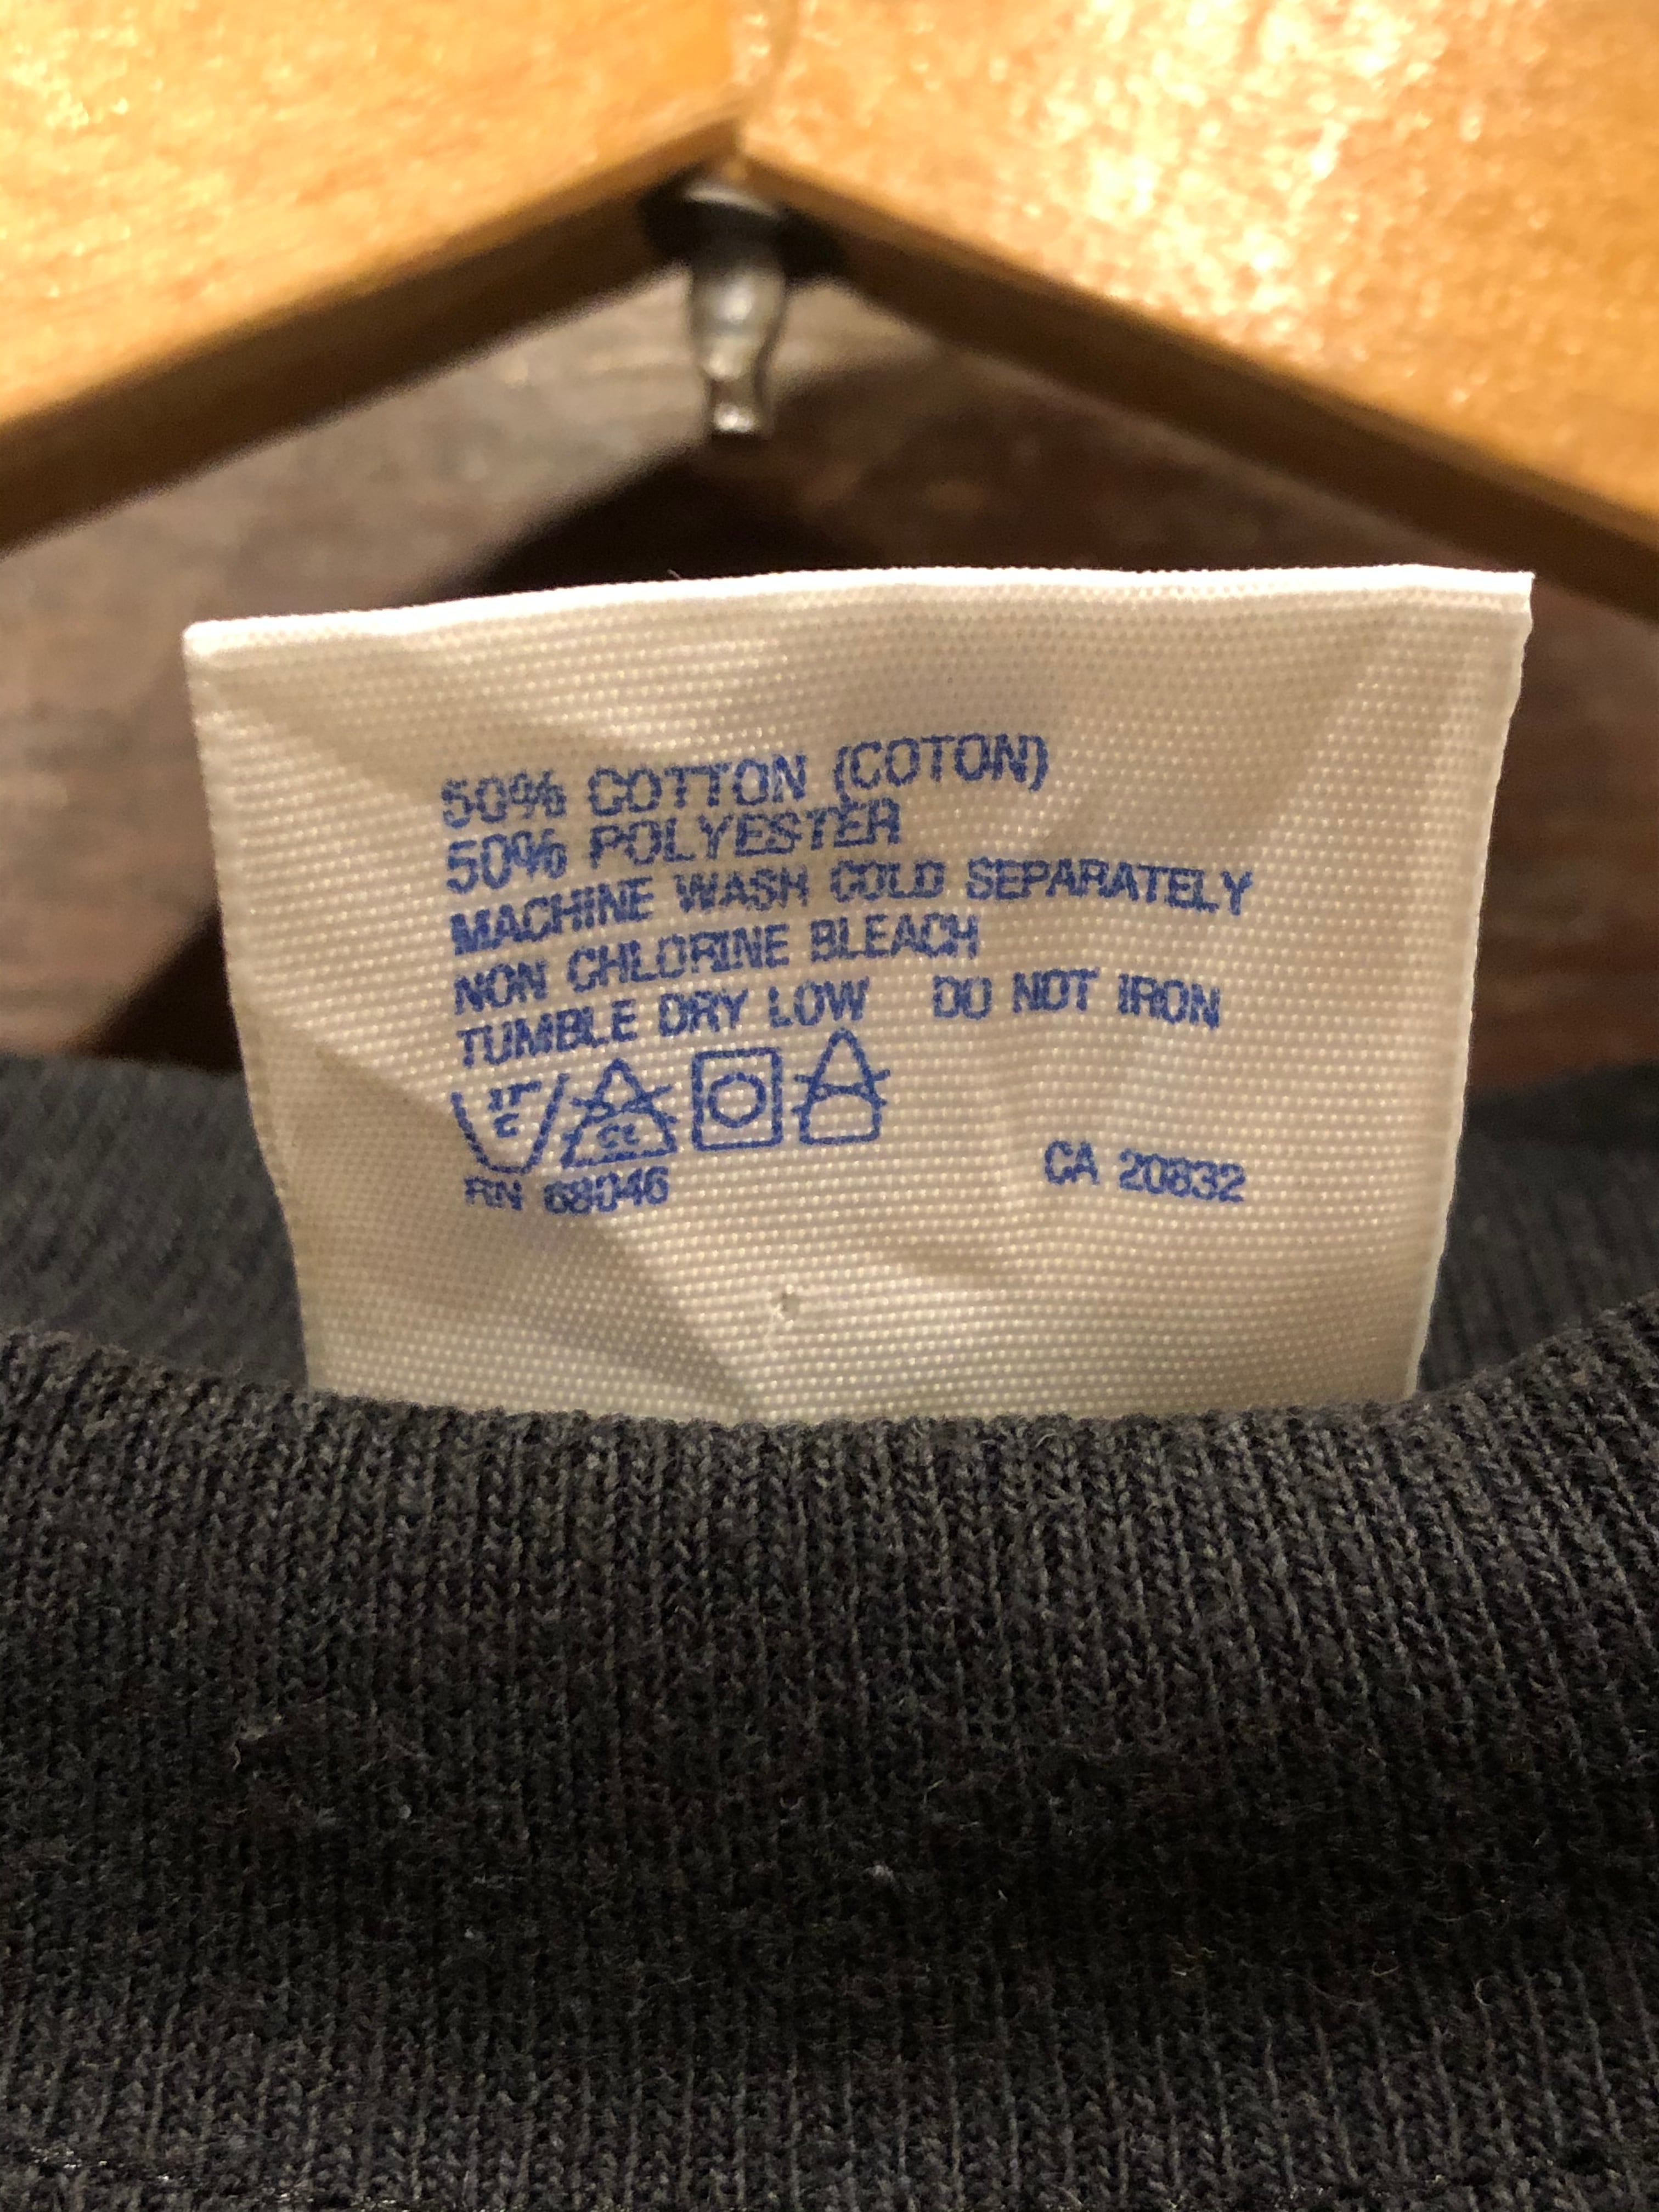 50% COTTON (COTON)
50% POLYESTER
MACHINE WASH COLD SEPARATELY
NON CHLORINE BLEACH
TUMBLE DRY LOW DO NOT IRON
RN 68046 CA 20832